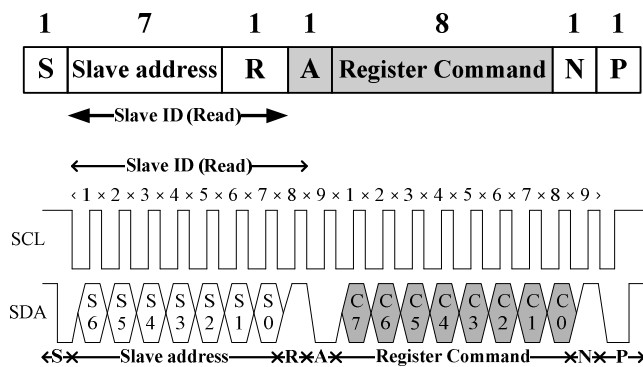 1 7 1 1 8 1 1
S Slave address R A Register Command N P
Slave ID (Read)
Slave ID (Read)
‹ 1 × 2 × 3 × 4 × 5 × 6 × 7 × 8 × 9 × 1 × 2 × 3 × 4 × 5 × 6 × 7 × 8 × 9 ›
SCL
SDA S6 S5 S4 S3 S2 S1 S0 C7 C6 C5 C4 C3 C2 C1 C0
S Slave address R A Register Command N P